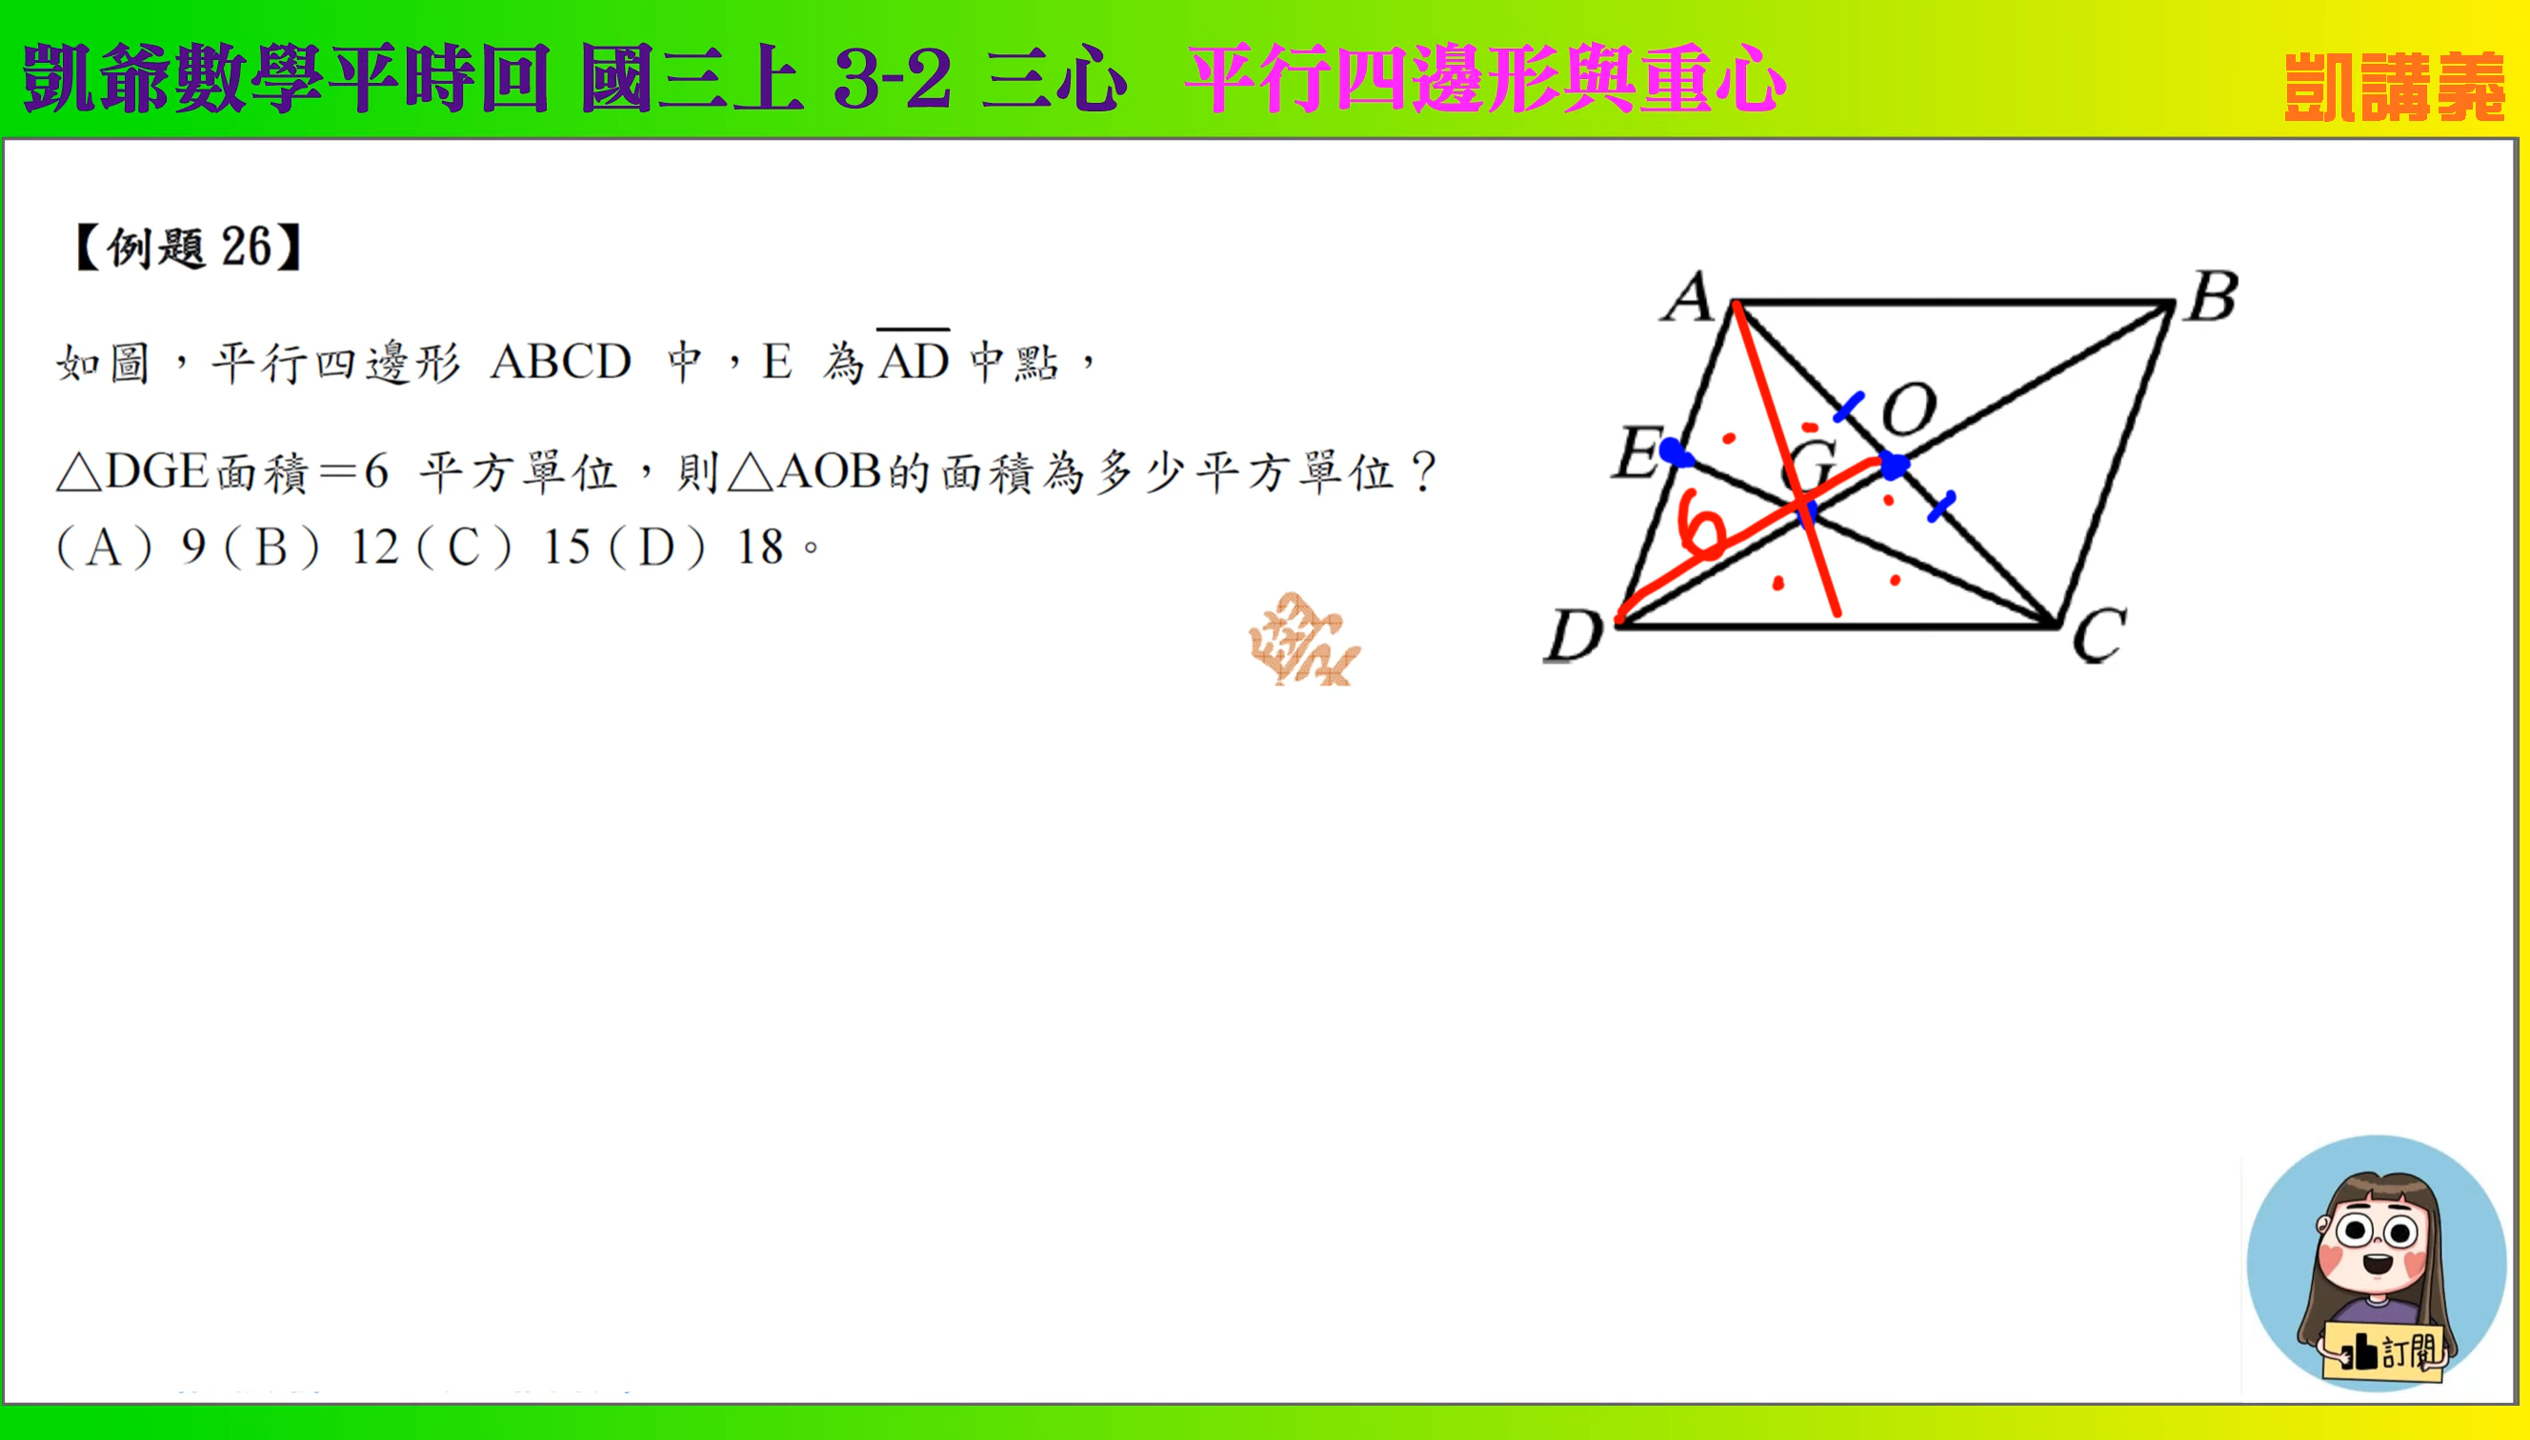 凱爺數學平時回 國三上 3-2 三心 平行四邊形與重心
凱講義
【例題 26】
如圖，平行四邊形 ABCD 中，E 為 AD 中點，
△DGE面積＝6 平方單位，則△AOB的面積為多少平方單位？
（A）9（B）12（C）15（D）18。
A
B
O
E
G
6
D
C
訂閱